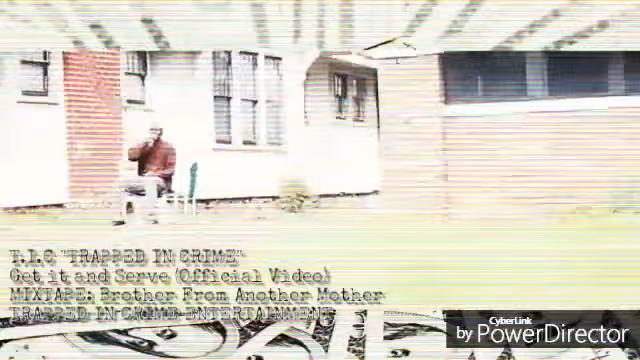 T.I.C "TRAPPED IN CRIME"
Get it and Serve (Official Video)
MIXTAPE: Brother From Another Mother
TRAPPED IN CRIME ENTERTAINMENT
CyberLink
by PowerDirector